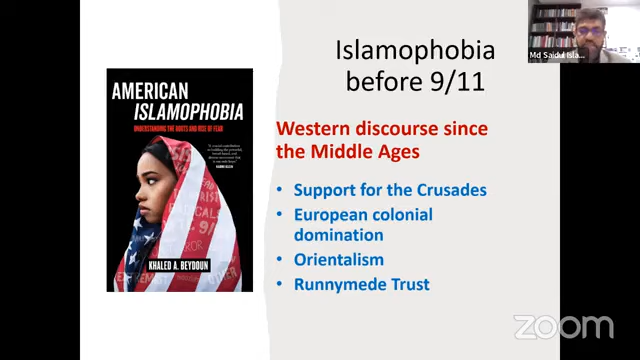 Md Saidul Isla...
Islamophobia
before 9/11
AMERICAN
ISLAMOPHOBIA
UNDERSTANDING THE ROOTS AND RISE OF FEAR
KHALED A. BEYDOUN
Western discourse since
the Middle Ages
• Support for the Crusades
• European colonial
domination
• Orientalism
• Runnymede Trust
zoom